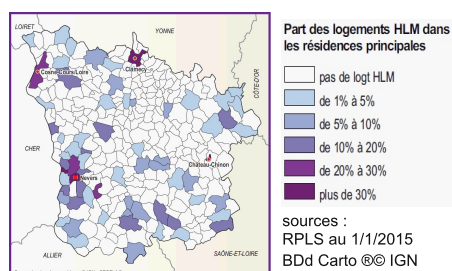 LOIRET
YONNE
Cosne-Cours/Loire
Clamecy
CÔTE-D'OR
CHER
Château-Chinon
Nevers
ALLIER
SAÔNE-ET-LOIRE
Part des logements HLM dans
les résidences principales
pas de logt HLM
de 1% à 5%
de 5% à 10%
de 10% à 20%
de 20% à 30%
plus de 30%
sources :
RPLS au 1/1/2015
BDd Carto ®© IGN